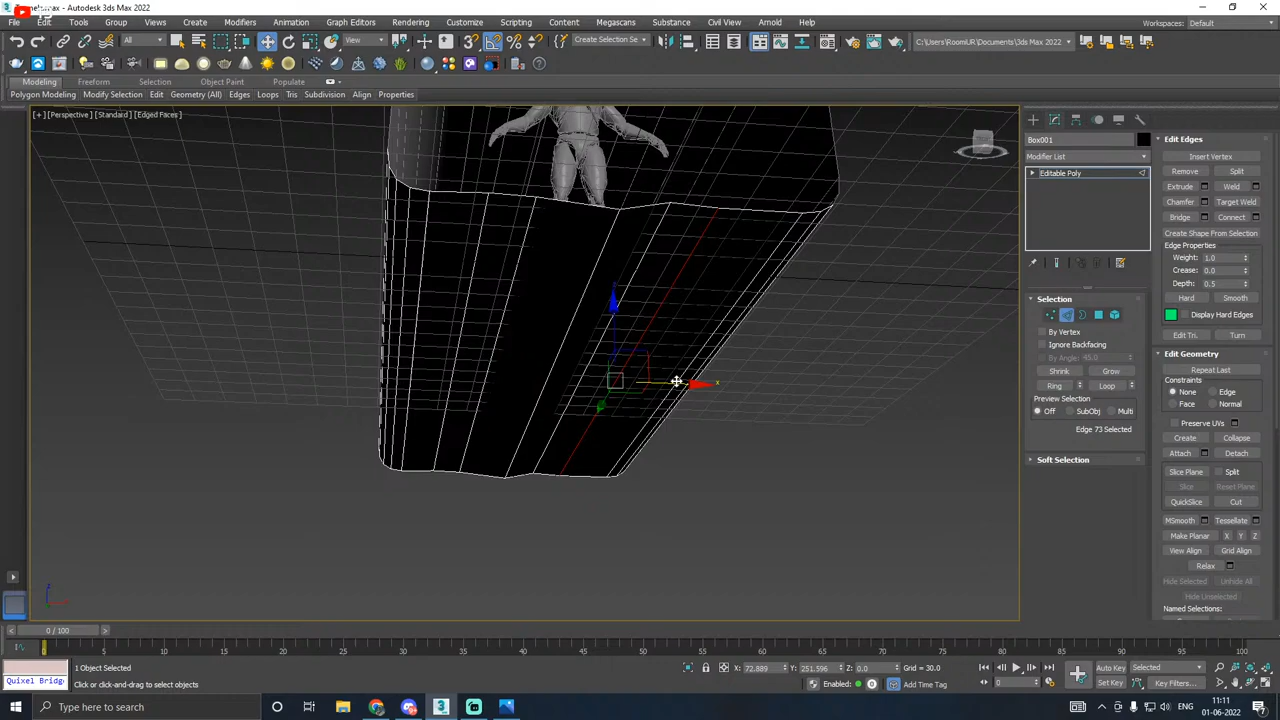 .max - Autodesk 3ds Max 2022
File Edit Tools Group Views Create Modifiers Animation Graph Editors Rendering Customize Scripting Content Megascans Substance Civil View Arnold Help
Workspaces: Default
All View Create Selection Se C:\Users\RoomUR\Documents\3ds Max 2022
Modeling Freeform Selection Object Paint Populate
Polygon Modeling Modify Selection Edit Geometry (All) Edges Loops Tris Subdivision Align Properties
[+] [Perspective] [Standard] [Edged Faces]
Box001
Modifier List
Editable Poly
Selection
By Vertex
Ignore Backfacing
By Angle: 45.0
Shrink Grow
Ring Loop
Preview Selection
Off SubObj Multi
Edge 73 Selected
Soft Selection
Edit Edges
Insert Vertex
Remove Split
Extrude Weld
Chamfer Target Weld
Bridge Connect
Create Shape From Selection
Edge Properties
Weight: 1.0
Crease: 0.0
Depth: 0.5
Hard Smooth
Display Hard Edges
Edit Tri. Turn
Edit Geometry
Repeat Last
Constraints
None Edge
Face Normal
Preserve UVs
Create Collapse
Attach Detach
Slice Plane Split
Slice Reset Plane
QuickSlice Cut
MSmooth Tessellate
Make Planar X Y Z
View Align Grid Align
Relax
Hide Selected Unhide All
Hide Unselected
Named Selections:
x
z
0 / 100
0 5 10 15 20 25 30 35 40 45 50 55 60 65 70 75 80 85 90 95 100
1 Object Selected
Quixel Bridg
Click or click-and-drag to select objects
X: 72.889 Y: 251.596 Z: 0.0 Grid = 30.0
Enabled: Add Time Tag
Auto Key Selected
Set Key Key Filters...
0
Type here to search
ENG
11:11
01-06-2022